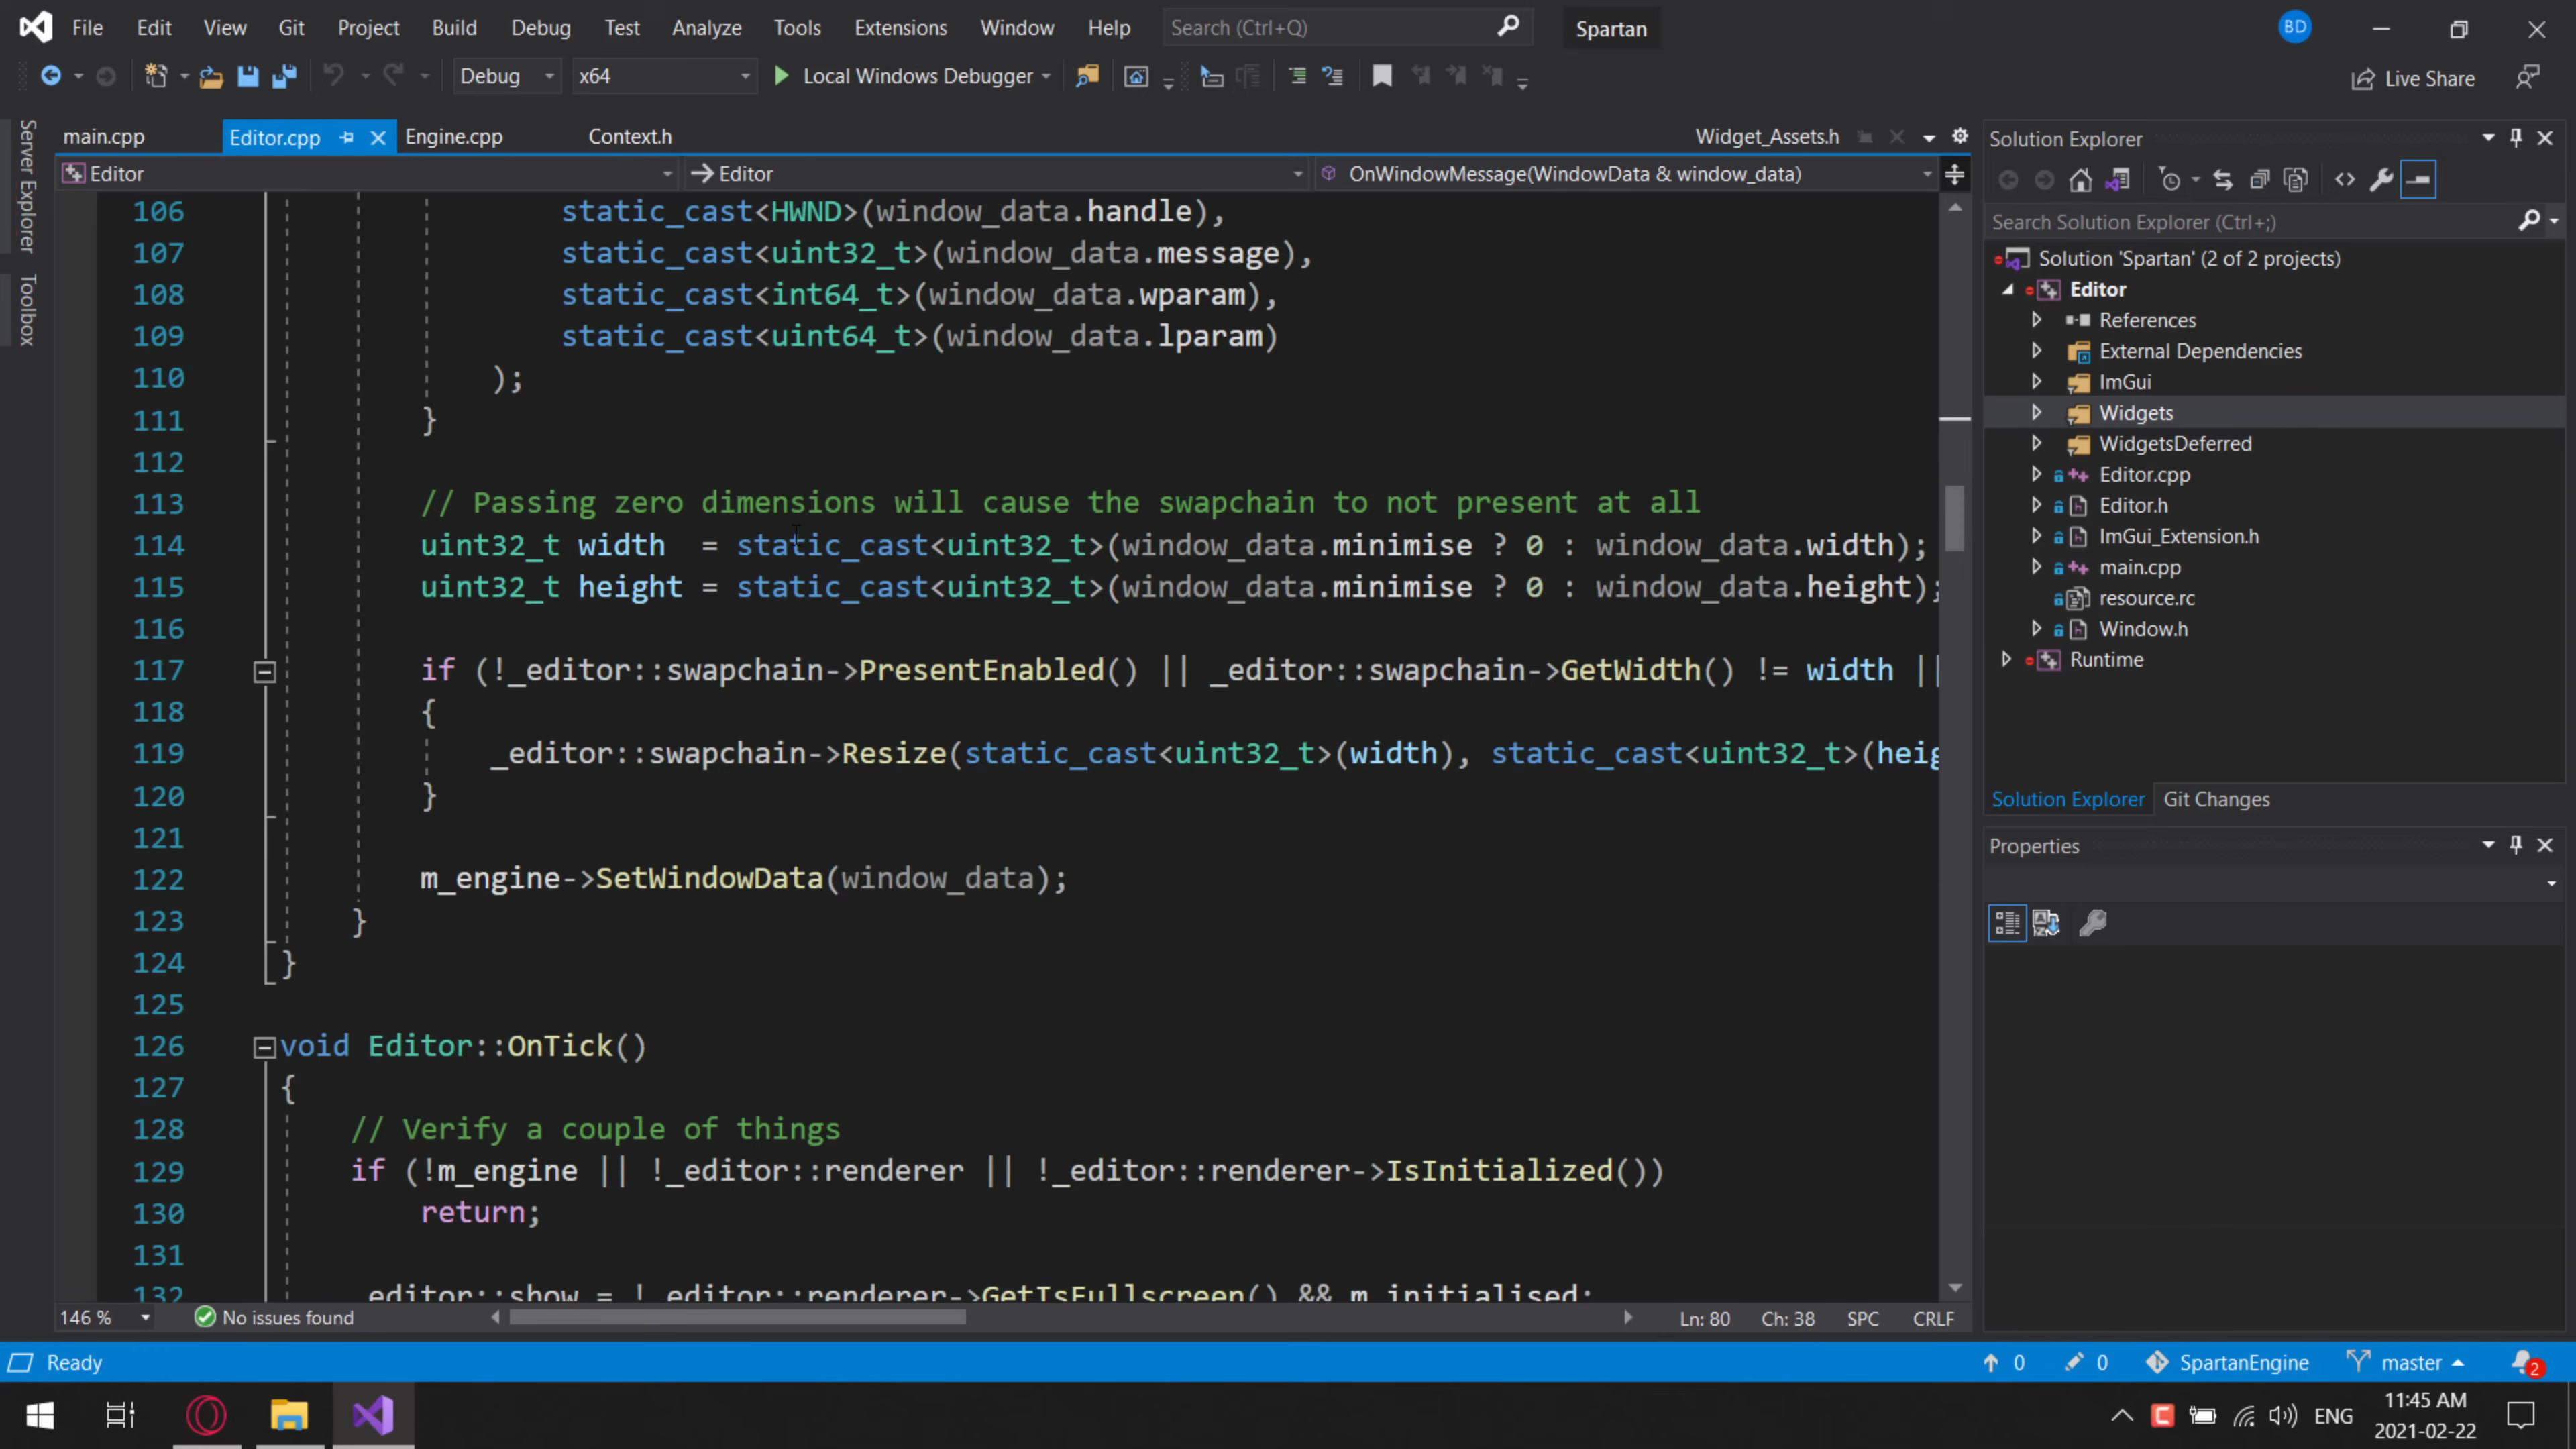 File Edit View Git Project Build Debug Test Analyze Tools Extensions Window Help Search (Ctrl+Q) Spartan BD
Debug x64 Local Windows Debugger Live Share
Server Explorer
Toolbox
main.cpp Editor.cpp Engine.cpp Context.h Widget_Assets.h
Editor Editor OnWindowMessage(WindowData & window_data)
106 static_cast<HWND>(window_data.handle),
107 static_cast<uint32_t>(window_data.message),
108 static_cast<int64_t>(window_data.wparam),
109 static_cast<uint64_t>(window_data.lparam)
110 );
111 }
112
113 // Passing zero dimensions will cause the swapchain to not present at all
114 uint32_t width  = static_cast<uint32_t>(window_data.minimise ? 0 : window_data.width);
115 uint32_t height = static_cast<uint32_t>(window_data.minimise ? 0 : window_data.height);
116
117 if (!_editor::swapchain->PresentEnabled() || _editor::swapchain->GetWidth() != width ||
118 {
119 _editor::swapchain->Resize(static_cast<uint32_t>(width), static_cast<uint32_t>(heig
120 }
121
122 m_engine->SetWindowData(window_data);
123 }
124 }
125
126 void Editor::OnTick()
127 {
128 // Verify a couple of things
129 if (!m_engine || !_editor::renderer || !_editor::renderer->IsInitialized())
130 return;
131
132 _editor::show = !_editor::renderer->GetIsFullscreen() && m_initialised;
146 % No issues found Ln: 80 Ch: 38 SPC CRLF
Solution Explorer
Search Solution Explorer (Ctrl+;)
Solution 'Spartan' (2 of 2 projects)
Editor
References
External Dependencies
ImGui
Widgets
WidgetsDeferred
Editor.cpp
Editor.h
ImGui_Extension.h
main.cpp
resource.rc
Window.h
Runtime
Solution Explorer Git Changes
Properties
Ready 0 0 SpartanEngine master 2
ENG 11:45 AM
2021-02-22